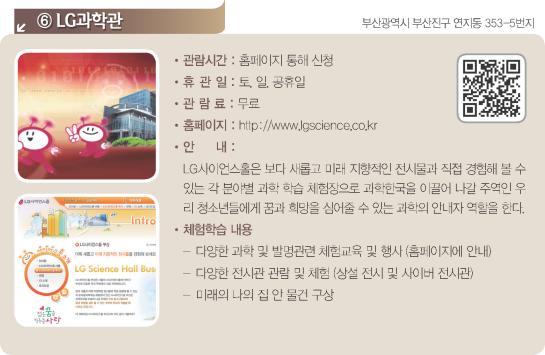 ⑥ LG과학관
부산광역시 부산진구 연지동 353-5번지
• 관람시간 : 홈페이지 통해 신청
• 휴 관 일 : 토, 일, 공휴일
• 관 람 료 : 무료
• 홈페이지 : http://www.lgscience.co.kr
• 안 내 :
LG사이언스홀은 보다 새롭고 미래 지향적인 전시물과 직접 경험해 볼 수
있는 각 분야별 과학 학습 체험장으로 과학한국을 이끌어 나갈 주역인 우
리 청소년들에게 꿈과 희망을 심어줄 수 있는 과학의 안내자 역할을 한다.
• 체험학습 내용
– 다양한 과학 및 발명관련 체험교육 및 행사 (홈페이지에 안내)
– 다양한 전시관 관람 및 체험 (상설 전시 및 사이버 전시관)
– 미래의 나의 집 안 물건 구상
LG사이언스홀
Intro
LG사이언스홀 부산
LG Science Hall Bus